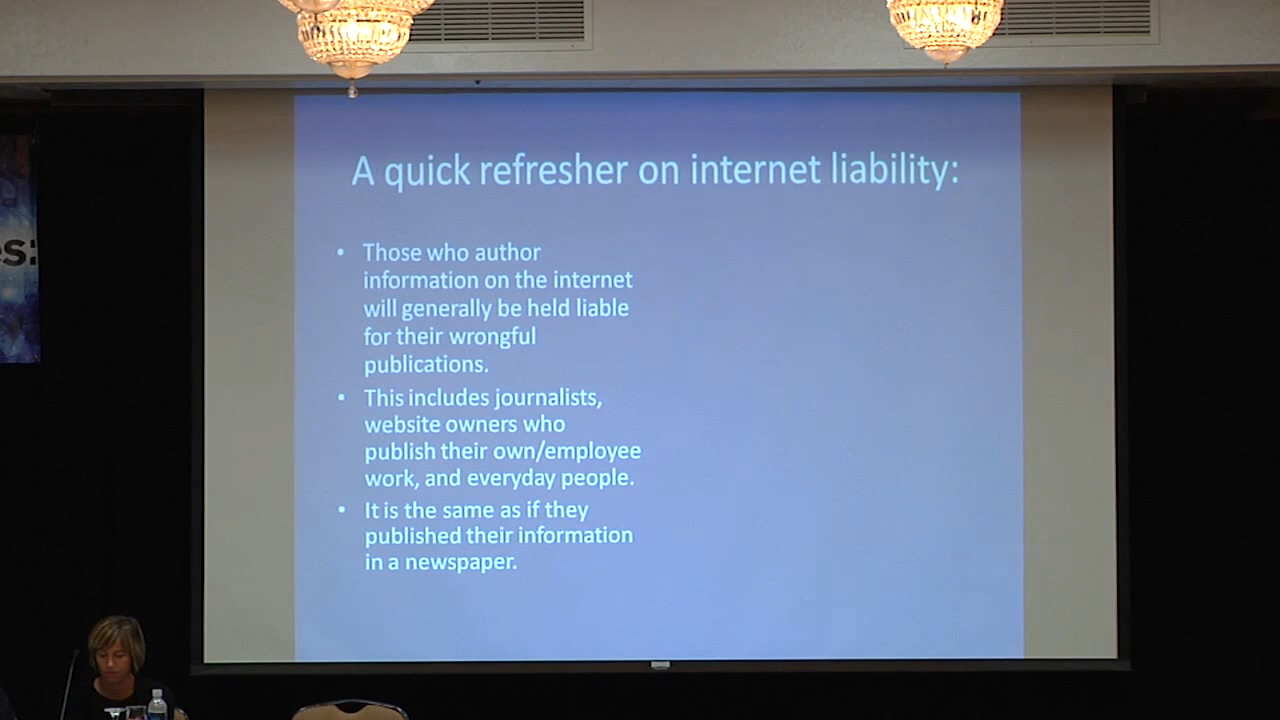 A quick refresher on internet liability:
• Those who author
information on the internet
will generally be held liable
for their wrongful
publications.
• This includes journalists,
website owners who
publish their own/employee
work, and everyday people.
• It is the same as if they
published their information
in a newspaper.
es: